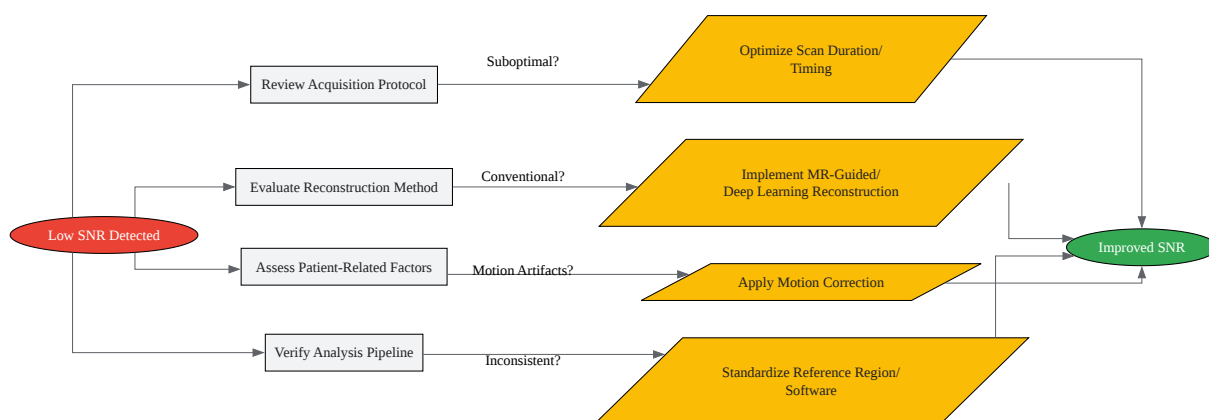 Suboptimal?
Optimize Scan Duration/
Timing
Review Acquisition Protocol
Conventional?
Implement MR-Guided/
Deep Learning Reconstruction
Evaluate Reconstruction Method
Low SNR Detected
Improved SNR
Assess Patient-Related Factors
Motion Artifacts?
Apply Motion Correction
Verify Analysis Pipeline
Inconsistent?
Standardize Reference Region/
Software